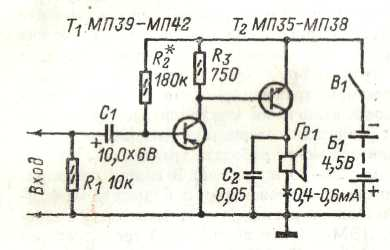 T₁ МП39–МП42 T₂ МП35–МП38
R₂* 180к
R₃ 750
C₁ 10,0×6В
Вход
R₁ 10к
C₂ 0,05
Гр₁
0,4–0,6мА
В₁
Б₁ 4,5В